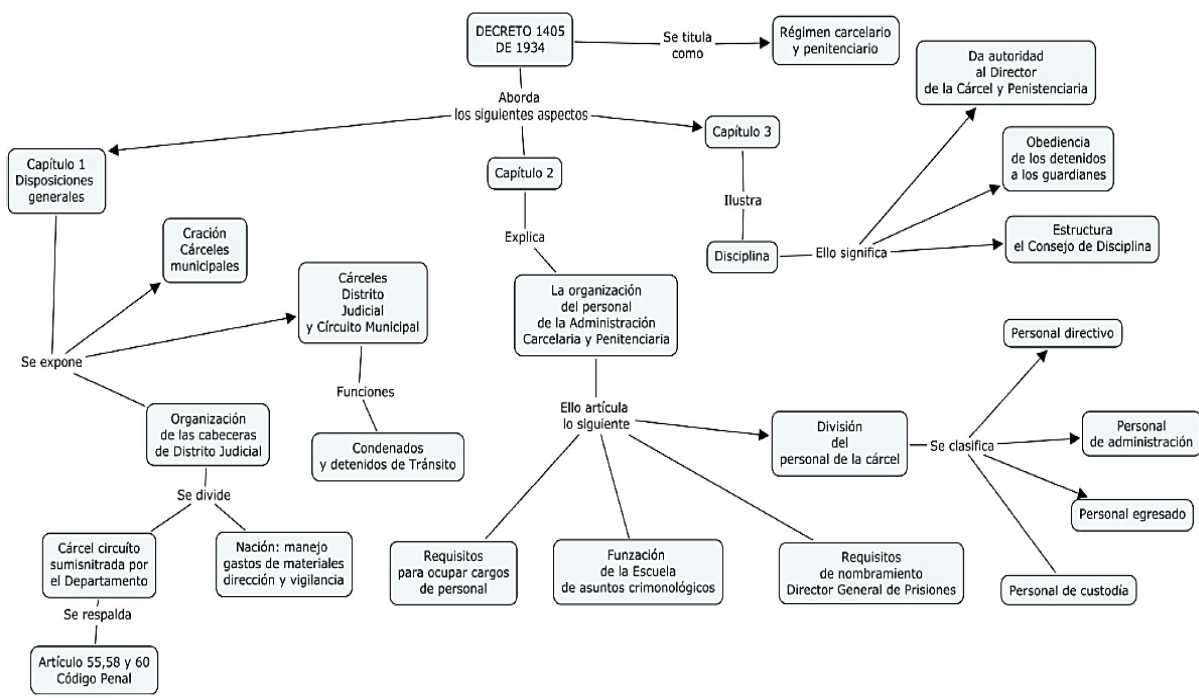 DECRETO 1405
DE 1934
Se titula
como
Régimen carcelario
y penitenciario
Aborda
los siguientes aspectos
Capítulo 1
Disposiciones
generales
Se expone
Cración
Cárceles
municipales
Cárceles
Distrito
Judicial
y Círcuito Municipal
Funciones
Condenados
y detenidos de Tránsito
Organización
de las cabeceras
de Distrito Judicial
Se divide
Cárcel circuíto
sumisnitrada por
el Departamento
Se respalda
Artículo 55,58 y 60
Código Penal
Nación: manejo
gastos de materiales
dirección y vigilancia
Capítulo 2
Explica
La organización
del personal
de la Administración
Carcelaria y Penitenciaria
Ello artícula
lo siguiente
Requisitos
para ocupar cargos
de personal
Funzación
de la Escuela
de asuntos crimonológicos
Requisitos
de nombramiento
Director General de Prisiones
División
del
personal de la cárcel
Se clasifica
Personal directivo
Personal
de administración
Personal egresado
Personal de custodía
Capítulo 3
Ilustra
Disciplina
Ello significa
Da autoridad
al Director
de la Cárcel y Penistenciaria
Obediencia
de los detenidos
a los guardianes
Estructura
el Consejo de Disciplina